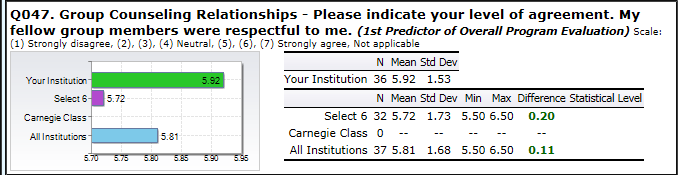 Q047. Group Counseling Relationships - Please indicate your level of agreement. My
fellow group members were respectful to me. (1st Predictor of Overall Program Evaluation) Scale:
(1) Strongly disagree, (2), (3), (4) Neutral, (5), (6), (7) Strongly agree, Not applicable
Your Institution 5.92
Select 6 5.72
Carnegie Class
All Institutions 5.81
5.70 5.75 5.80 5.85 5.90 5.95
N Mean Std Dev
Your Institution 36 5.92 1.53
N Mean Std Dev Min Max Difference Statistical Level
Select 6 32 5.72 1.73 5.50 6.50 0.20
Carnegie Class 0 -- -- -- -- --
All Institutions 37 5.81 1.68 5.50 6.50 0.11